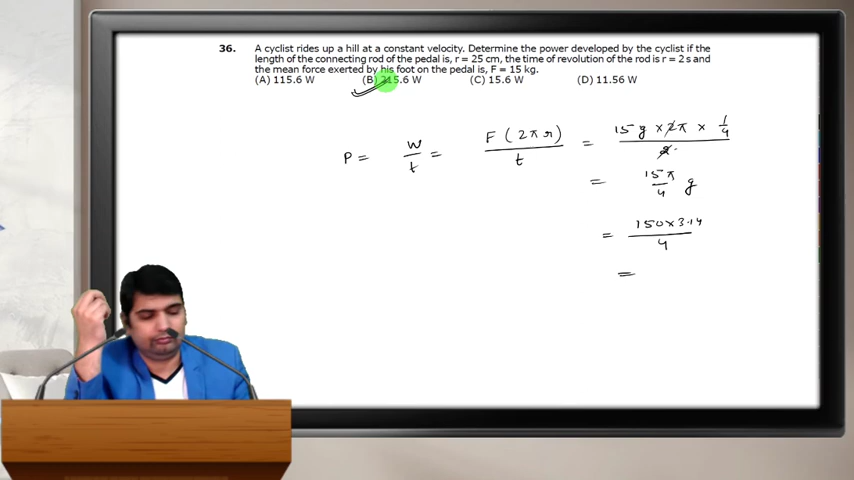 36. A cyclist rides up a hill at a constant velocity. Determine the power developed by the cyclist if the
length of the connecting rod of the pedal is, r = 25 cm, the time of revolution of the rod is r = 2 s and
the mean force exerted by his foot on the pedal is, F = 15 kg.
(A) 115.6 W (B) 215.6 W (C) 15.6 W (D) 11.56 W
P = W/t = F (2πr)/t = 15 g × 2π × 1/4 / 2
= 15π/4 g
= 150 × 3.14/4
=